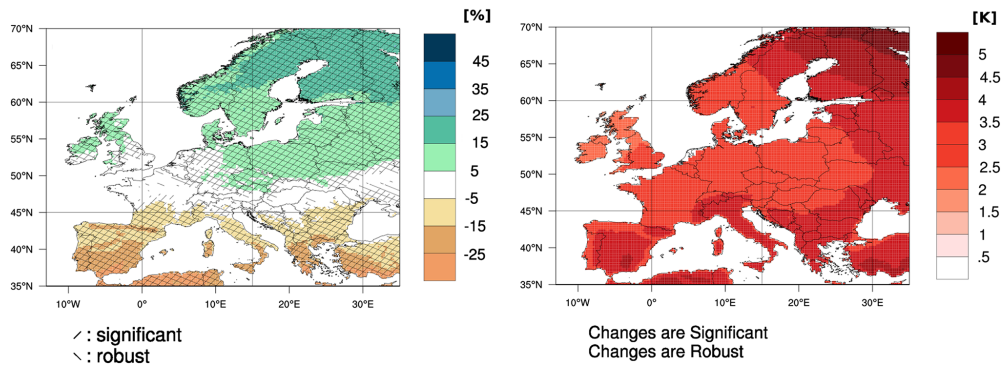 [%]
70°N
65°N
60°N
55°N
50°N
45°N
40°N
35°N
10°W
0°
10°E
20°E
30°E
45
35
25
15
5
-5
-15
-25
/ : significant
\ : robust
[K]
70°N
65°N
60°N
55°N
50°N
45°N
40°N
35°N
10°W
0°
10°E
20°E
30°E
5
4.5
4
3.5
3
2.5
2
1.5
1
.5
Changes are Significant
Changes are Robust